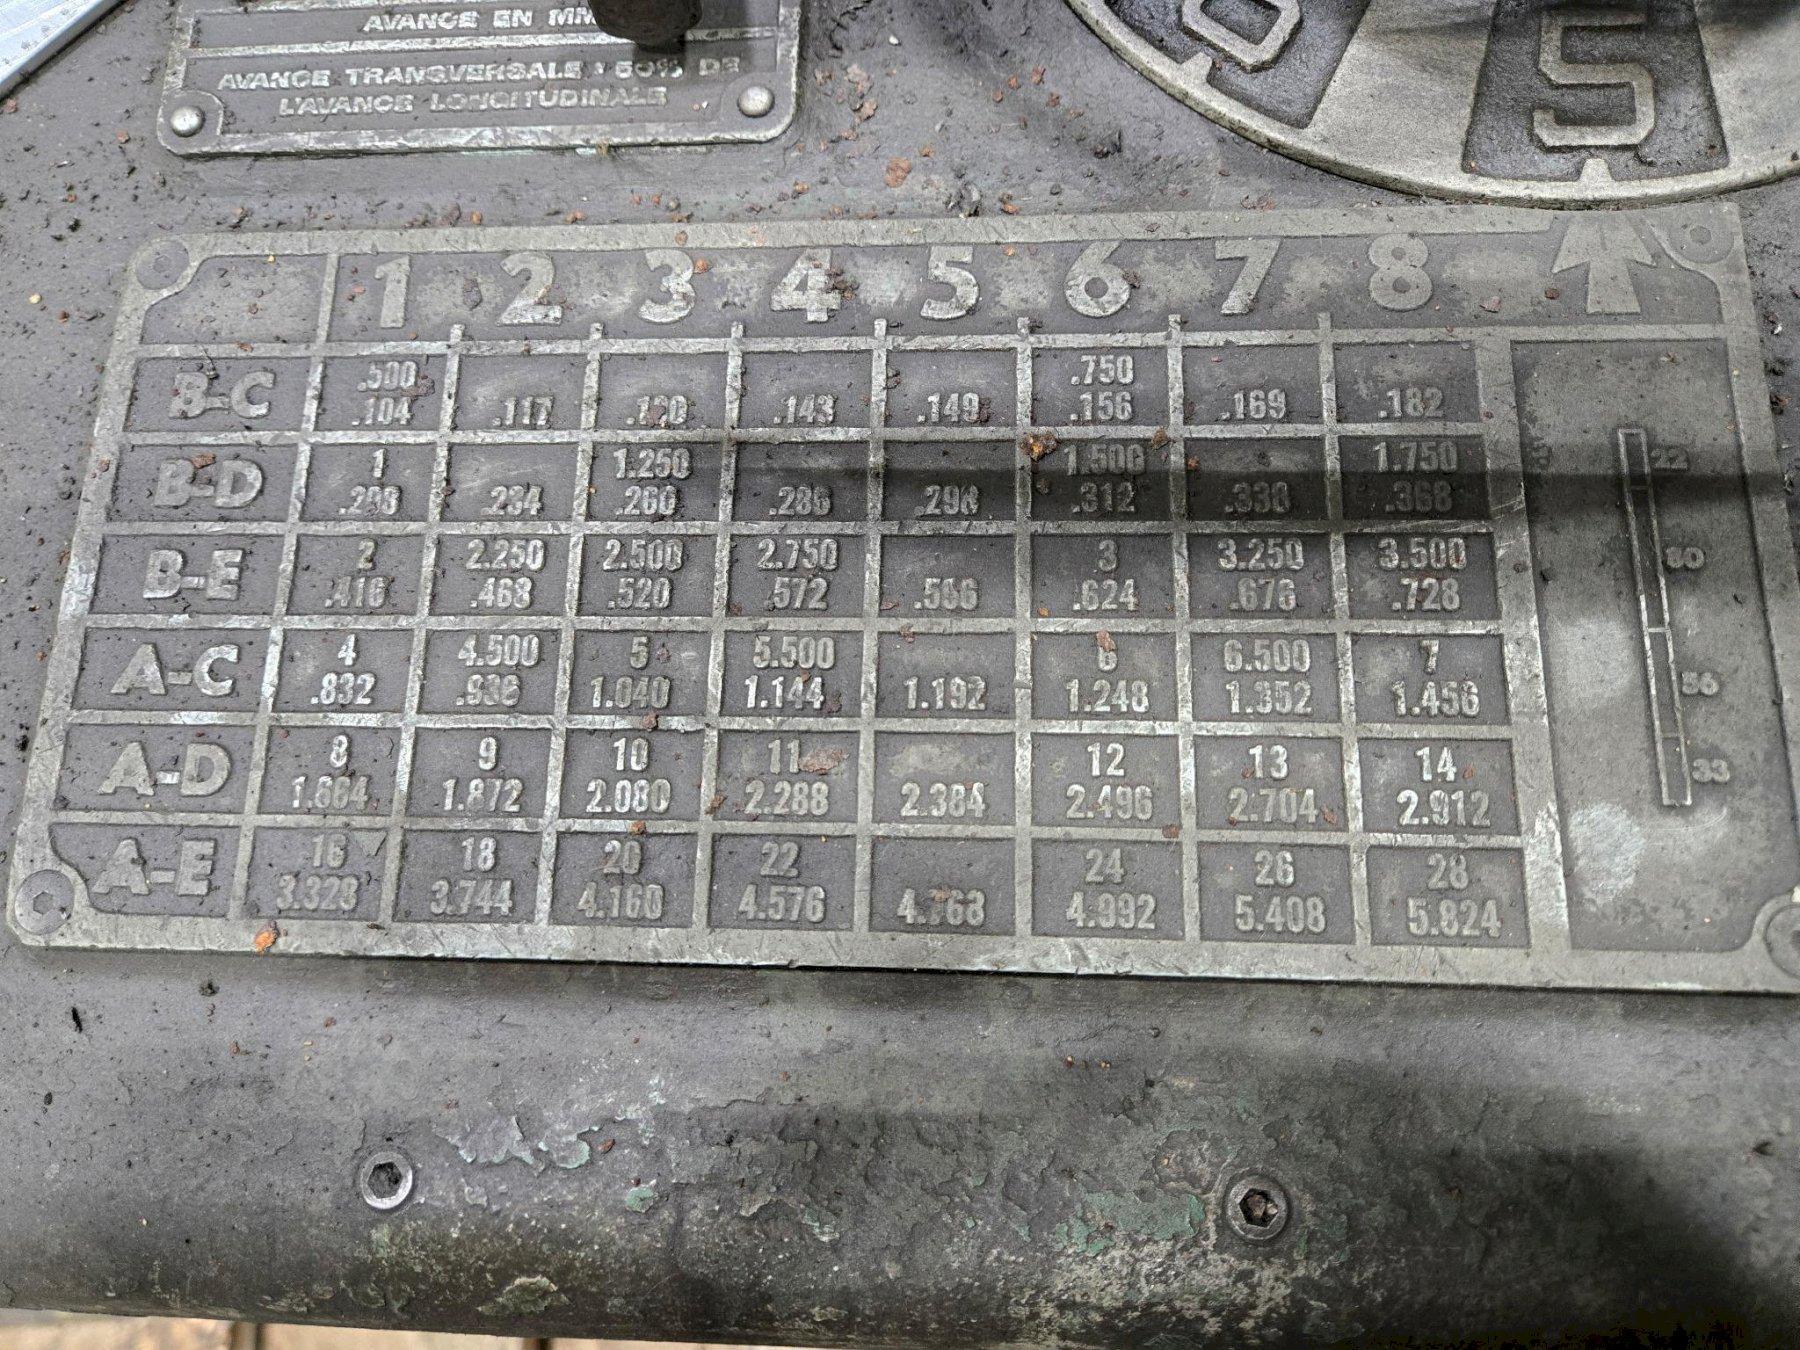 AVANCE EN MM
AVANCE TRANSVERSALE : 50% DE
L'AVANCE LONGITUDINALE
5
1 2 3 4 5 6 7 8
B-C .500 .750
.104 .117 .130 .143 .149 .156 .169 .182
B-D 1 1.250 1.500 1.750
.234 .260 .286 .298 .312 .338
B-E 2 2.250 2.500 2.750 3 3.250 3.500
.416 .468 .520 .572 .624 .676 .728
A-C 4 4.500 5 5.500 6 6.500 7
.832 .936 1.040 1.144 1.192 1.248 1.352 1.456
A-D 8 9 10 11 12 13 14
1.664 1.872 2.080 2.288 2.384 2.496 2.704 2.912
A-E 16 18 20 22 24 26 28
3.328 3.744 4.160 4.576 4.768 4.992 5.408 5.824
56
33